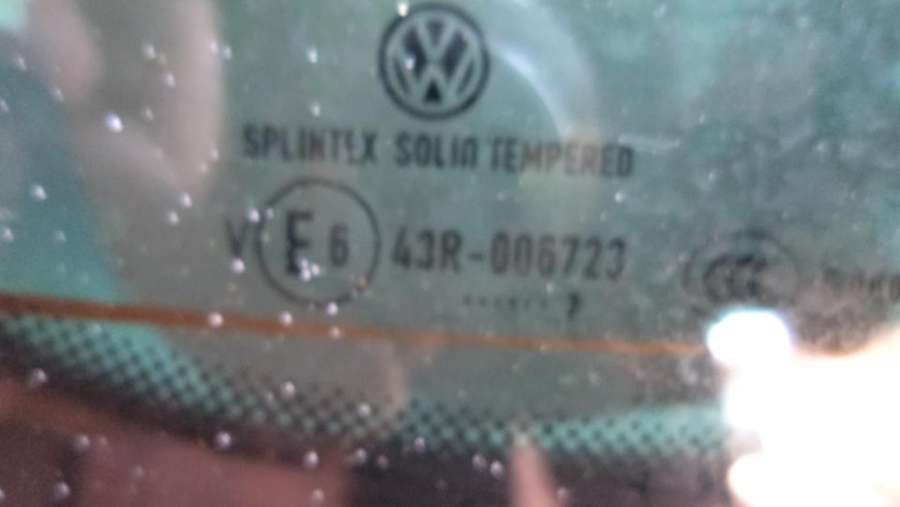 SPLINTEX SOLID TEMPERED
E 6 43R-006723